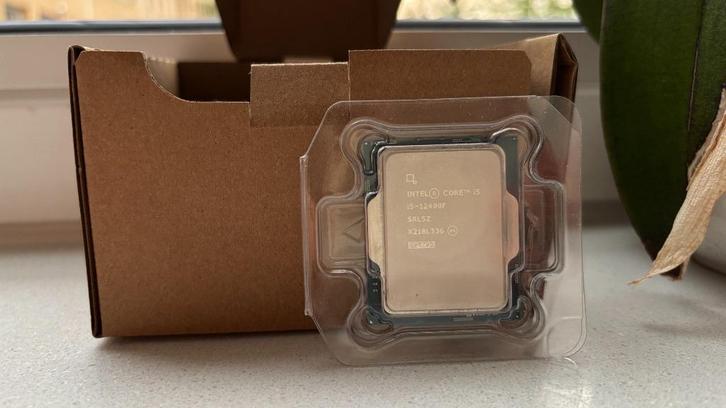 INTEL® CORE™ i5
i5-12400F
SRL5Z
X218L336